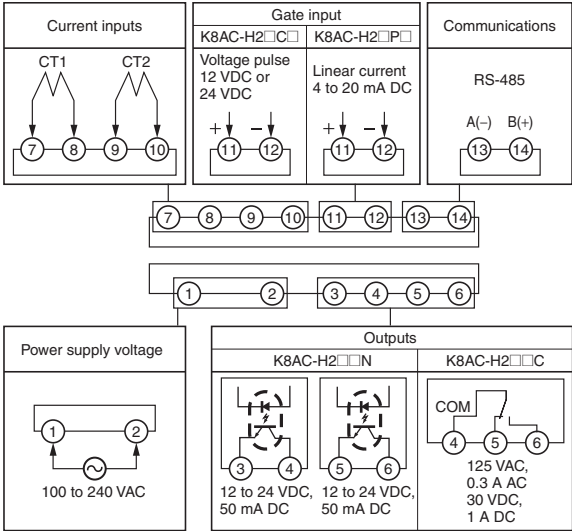 Current inputs
CT1 CT2
7 8 9 10
Gate input
K8AC-H2□C□ K8AC-H2□P□
Voltage pulse
12 VDC or
24 VDC
+ −
11 12
Linear current
4 to 20 mA DC
+ −
11 12
Communications
RS-485
A(−) B(+)
13 14
7 8 9 10 11 12 13 14
1 2 3 4 5 6
Power supply voltage
1 2
100 to 240 VAC
Outputs
K8AC-H2□□N K8AC-H2□□C
3 4
12 to 24 VDC,
50 mA DC
5 6
12 to 24 VDC,
50 mA DC
COM
4 5 6
125 VAC,
0.3 A AC
30 VDC,
1 A DC